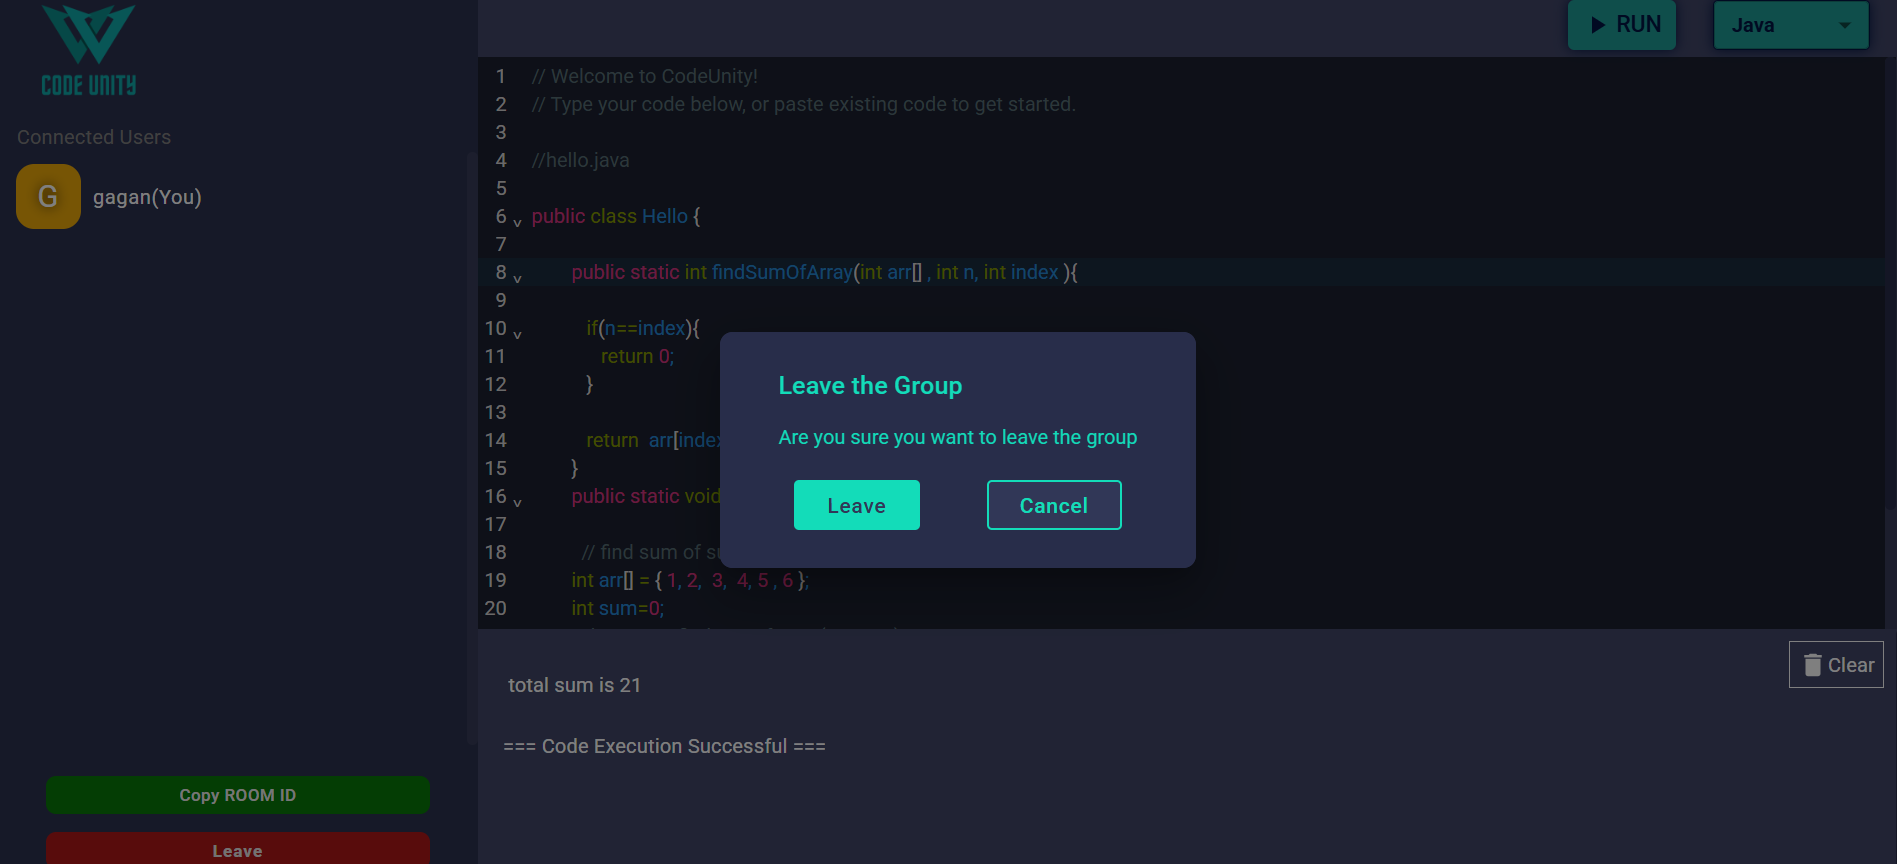 CODE UNITY
Connected Users
G
gagan(You)
Copy ROOM ID
Leave
RUN
Java
1 // Welcome to CodeUnity!
2 // Type your code below, or paste existing code to get started.
3
4 //hello.java
5
6 public class Hello {
7
8 public static int findSumOfArray(int arr[] , int n, int index ){
9
10 if(n==index){
11 return 0;
12 }
13
14 return arr[index
15 }
16 public static void
17
18 // find sum of
19 int arr[] = { 1, 2, 3, 4, 5 , 6 };
20 int sum=0;
Leave the Group
Are you sure you want to leave the group
Leave
Cancel
Clear
total sum is 21
=== Code Execution Successful ===